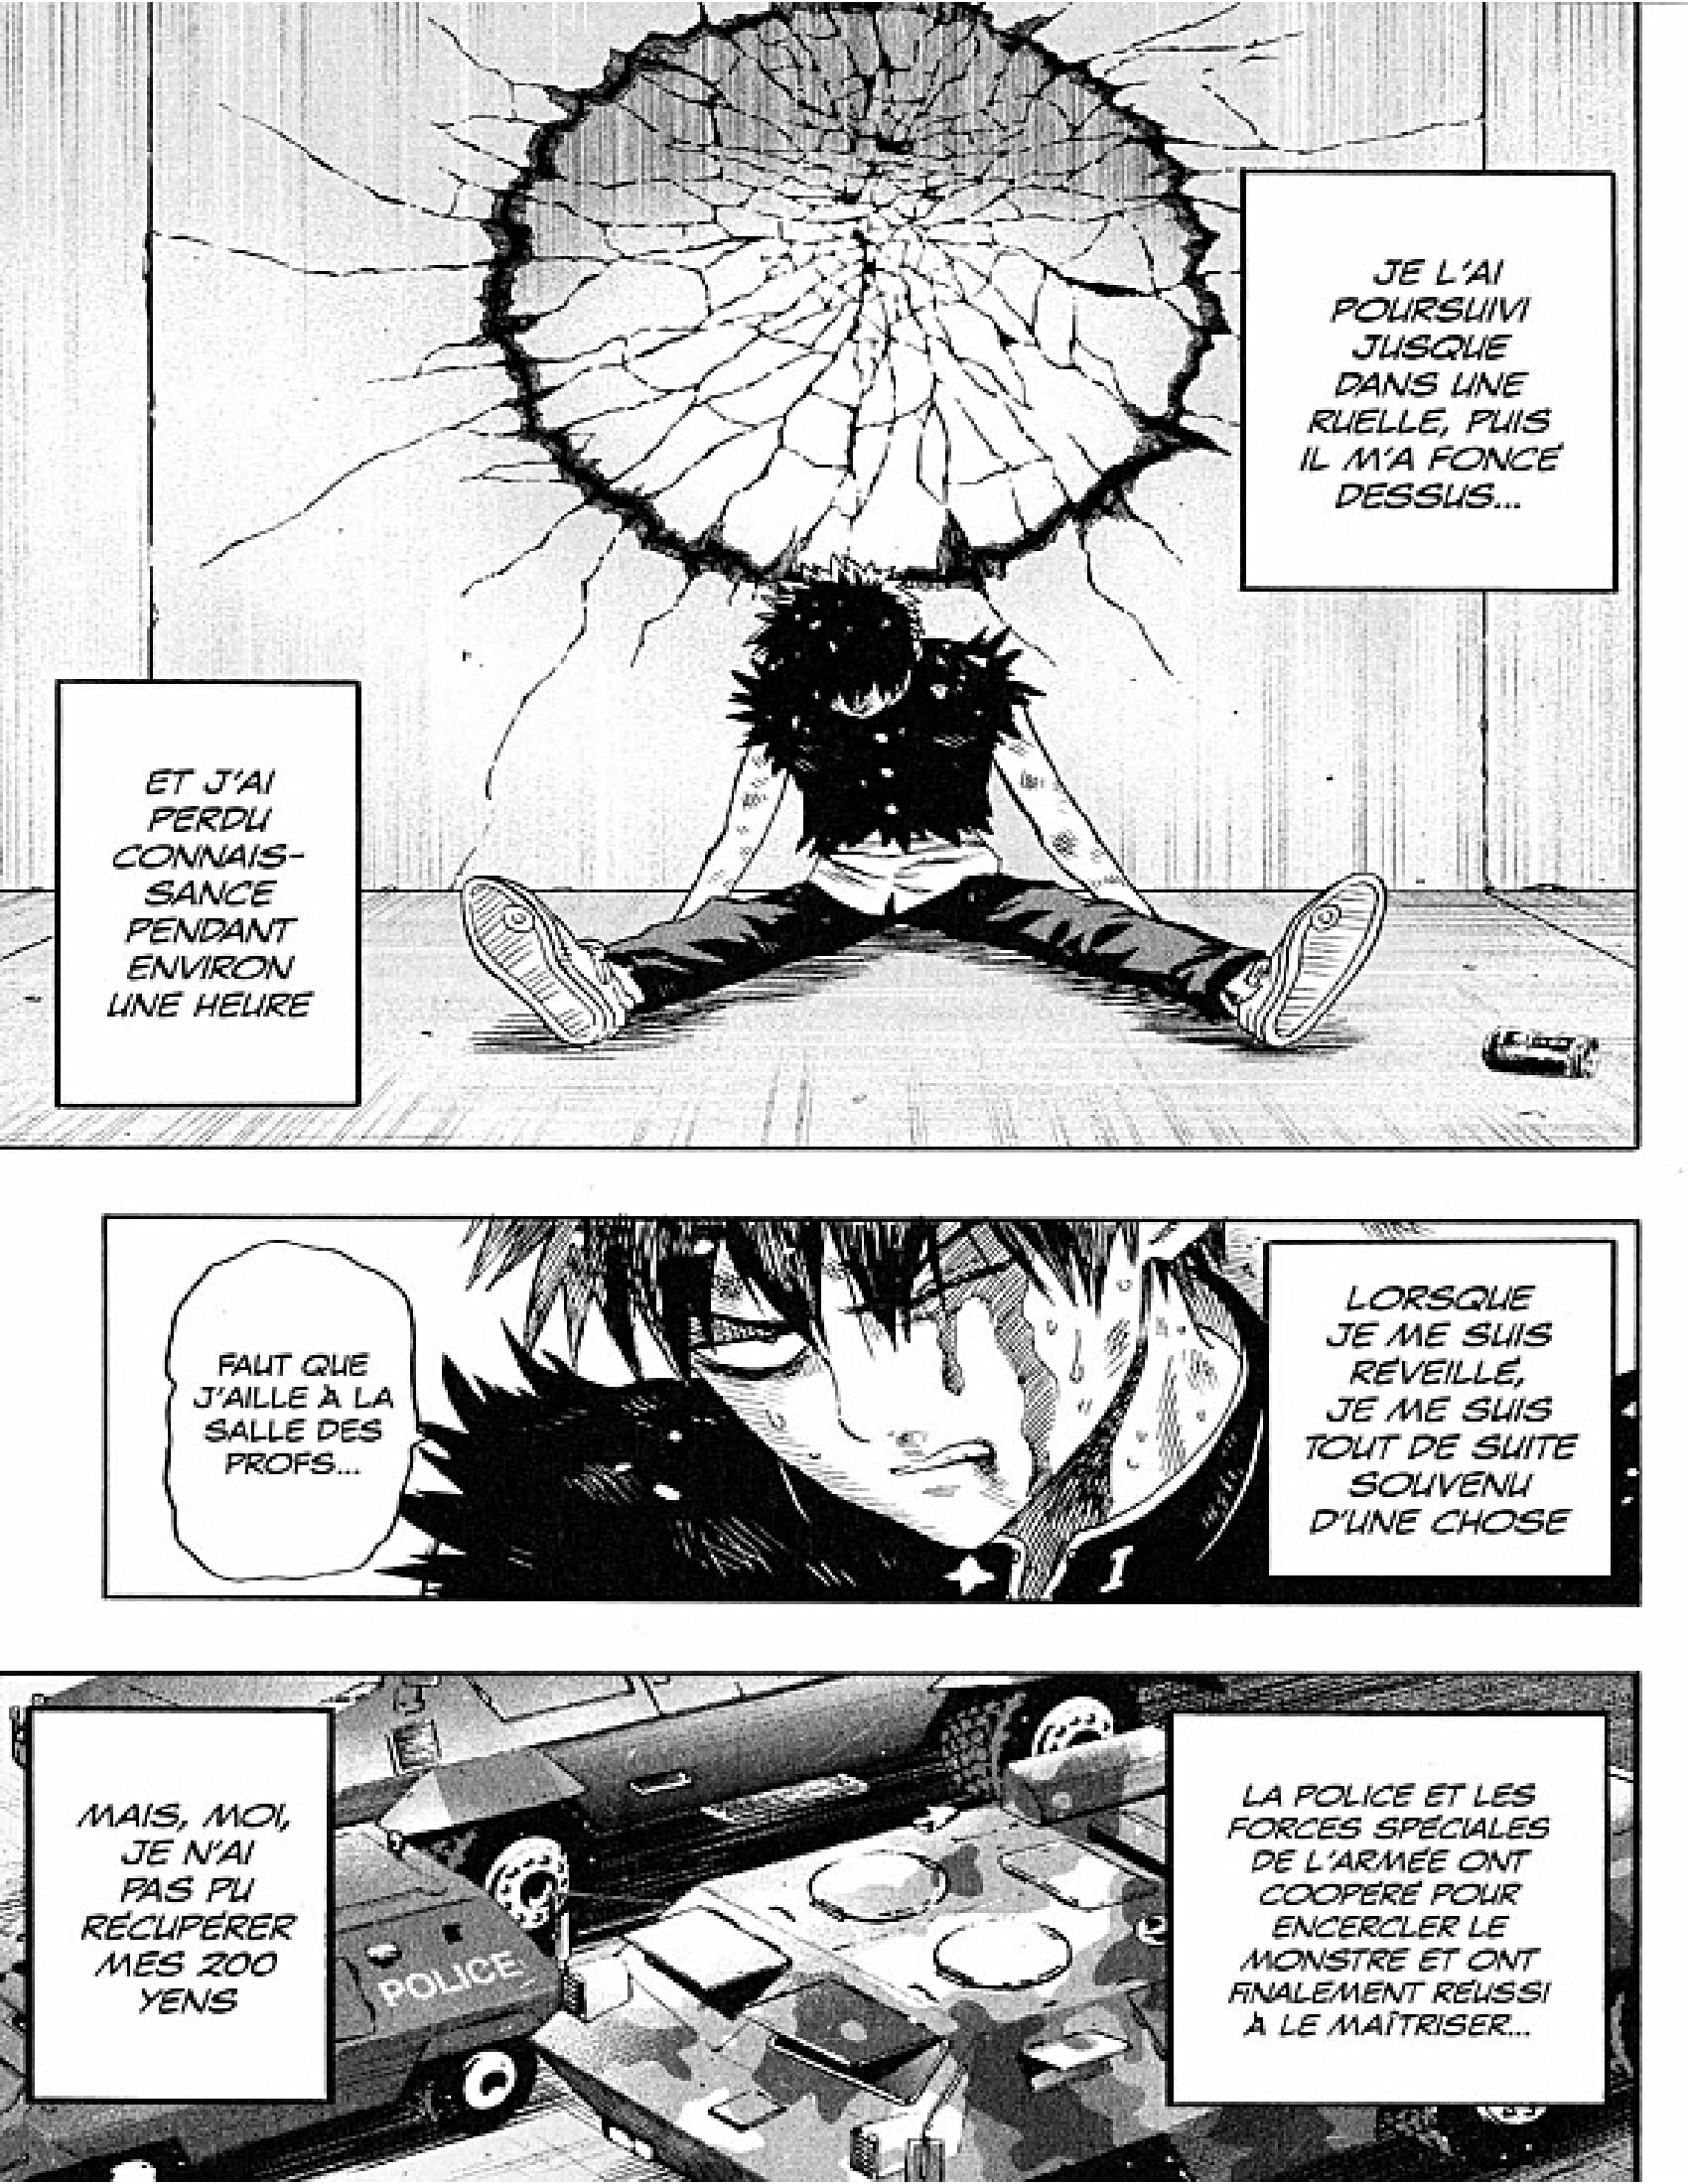 JE L'AI
POURSUIVI
JUSQUE
DANS UNE
RUELLE, PUIS
IL M'A FONCÉ
DESSUS...
ET J'AI
PERDU
CONNAIS-
SANCE
PENDANT
ENVIRON
UNE HEURE
LORSQUE
JE ME SUIS
RÉVEILLÉ,
JE ME SUIS
TOUT DE SUITE
SOUVENU
D'UNE CHOSE
FAUT QUE
J'AILLE À LA
SALLE DES
PROFS...
I
LA POLICE ET LES
FORCES SPÉCIALES
DE L'ARMÉE ONT
COOPÉRÉ POUR
ENCERCLER LE
MONSTRE ET ONT
FINALEMENT RÉUSSI
À LE MAÎTRISER...
MAIS, MOI,
JE N'AI
PAS PU
RÉCUPÉRER
MES 200
YENS
POLICE